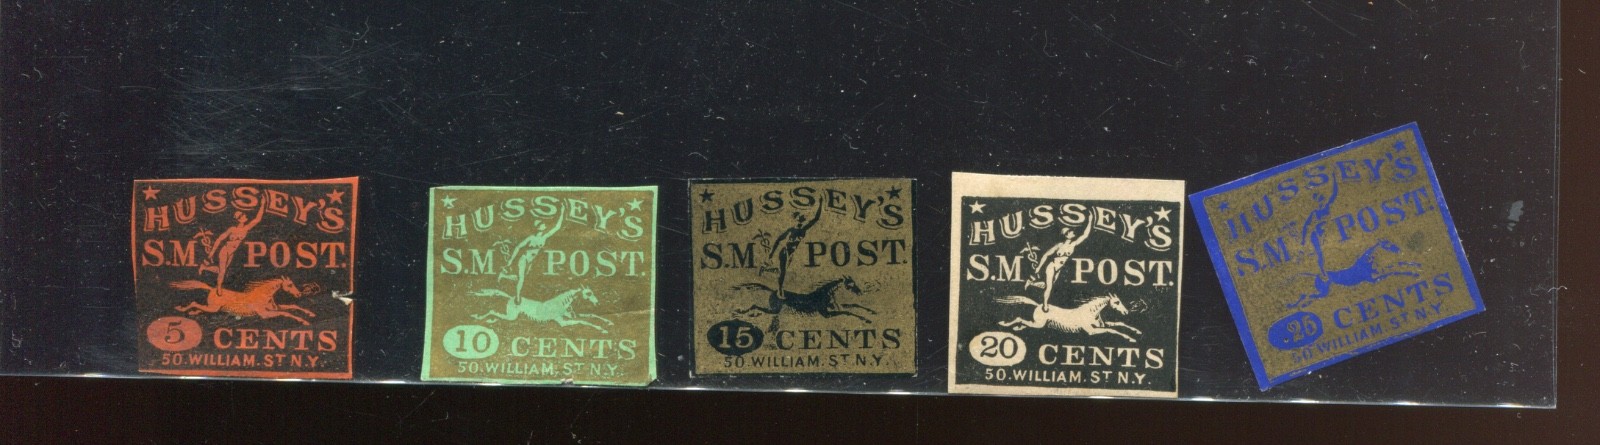 HUSSEY'S
S.M POST.
5 CENTS
50.WILLIAM.ST N.Y.
HUSSEY'S
S.M POST.
10 CENTS
50.WILLIAM.ST N.Y.
HUSSEY'S
S.M POST.
15 CENTS
50.WILLIAM.ST N.Y.
HUSSEY'S
S.M POST.
20 CENTS
50.WILLIAM.ST N.Y.
HUSSEY'S
S.M POST.
25 CENTS
50.WILLIAM.ST N.Y.